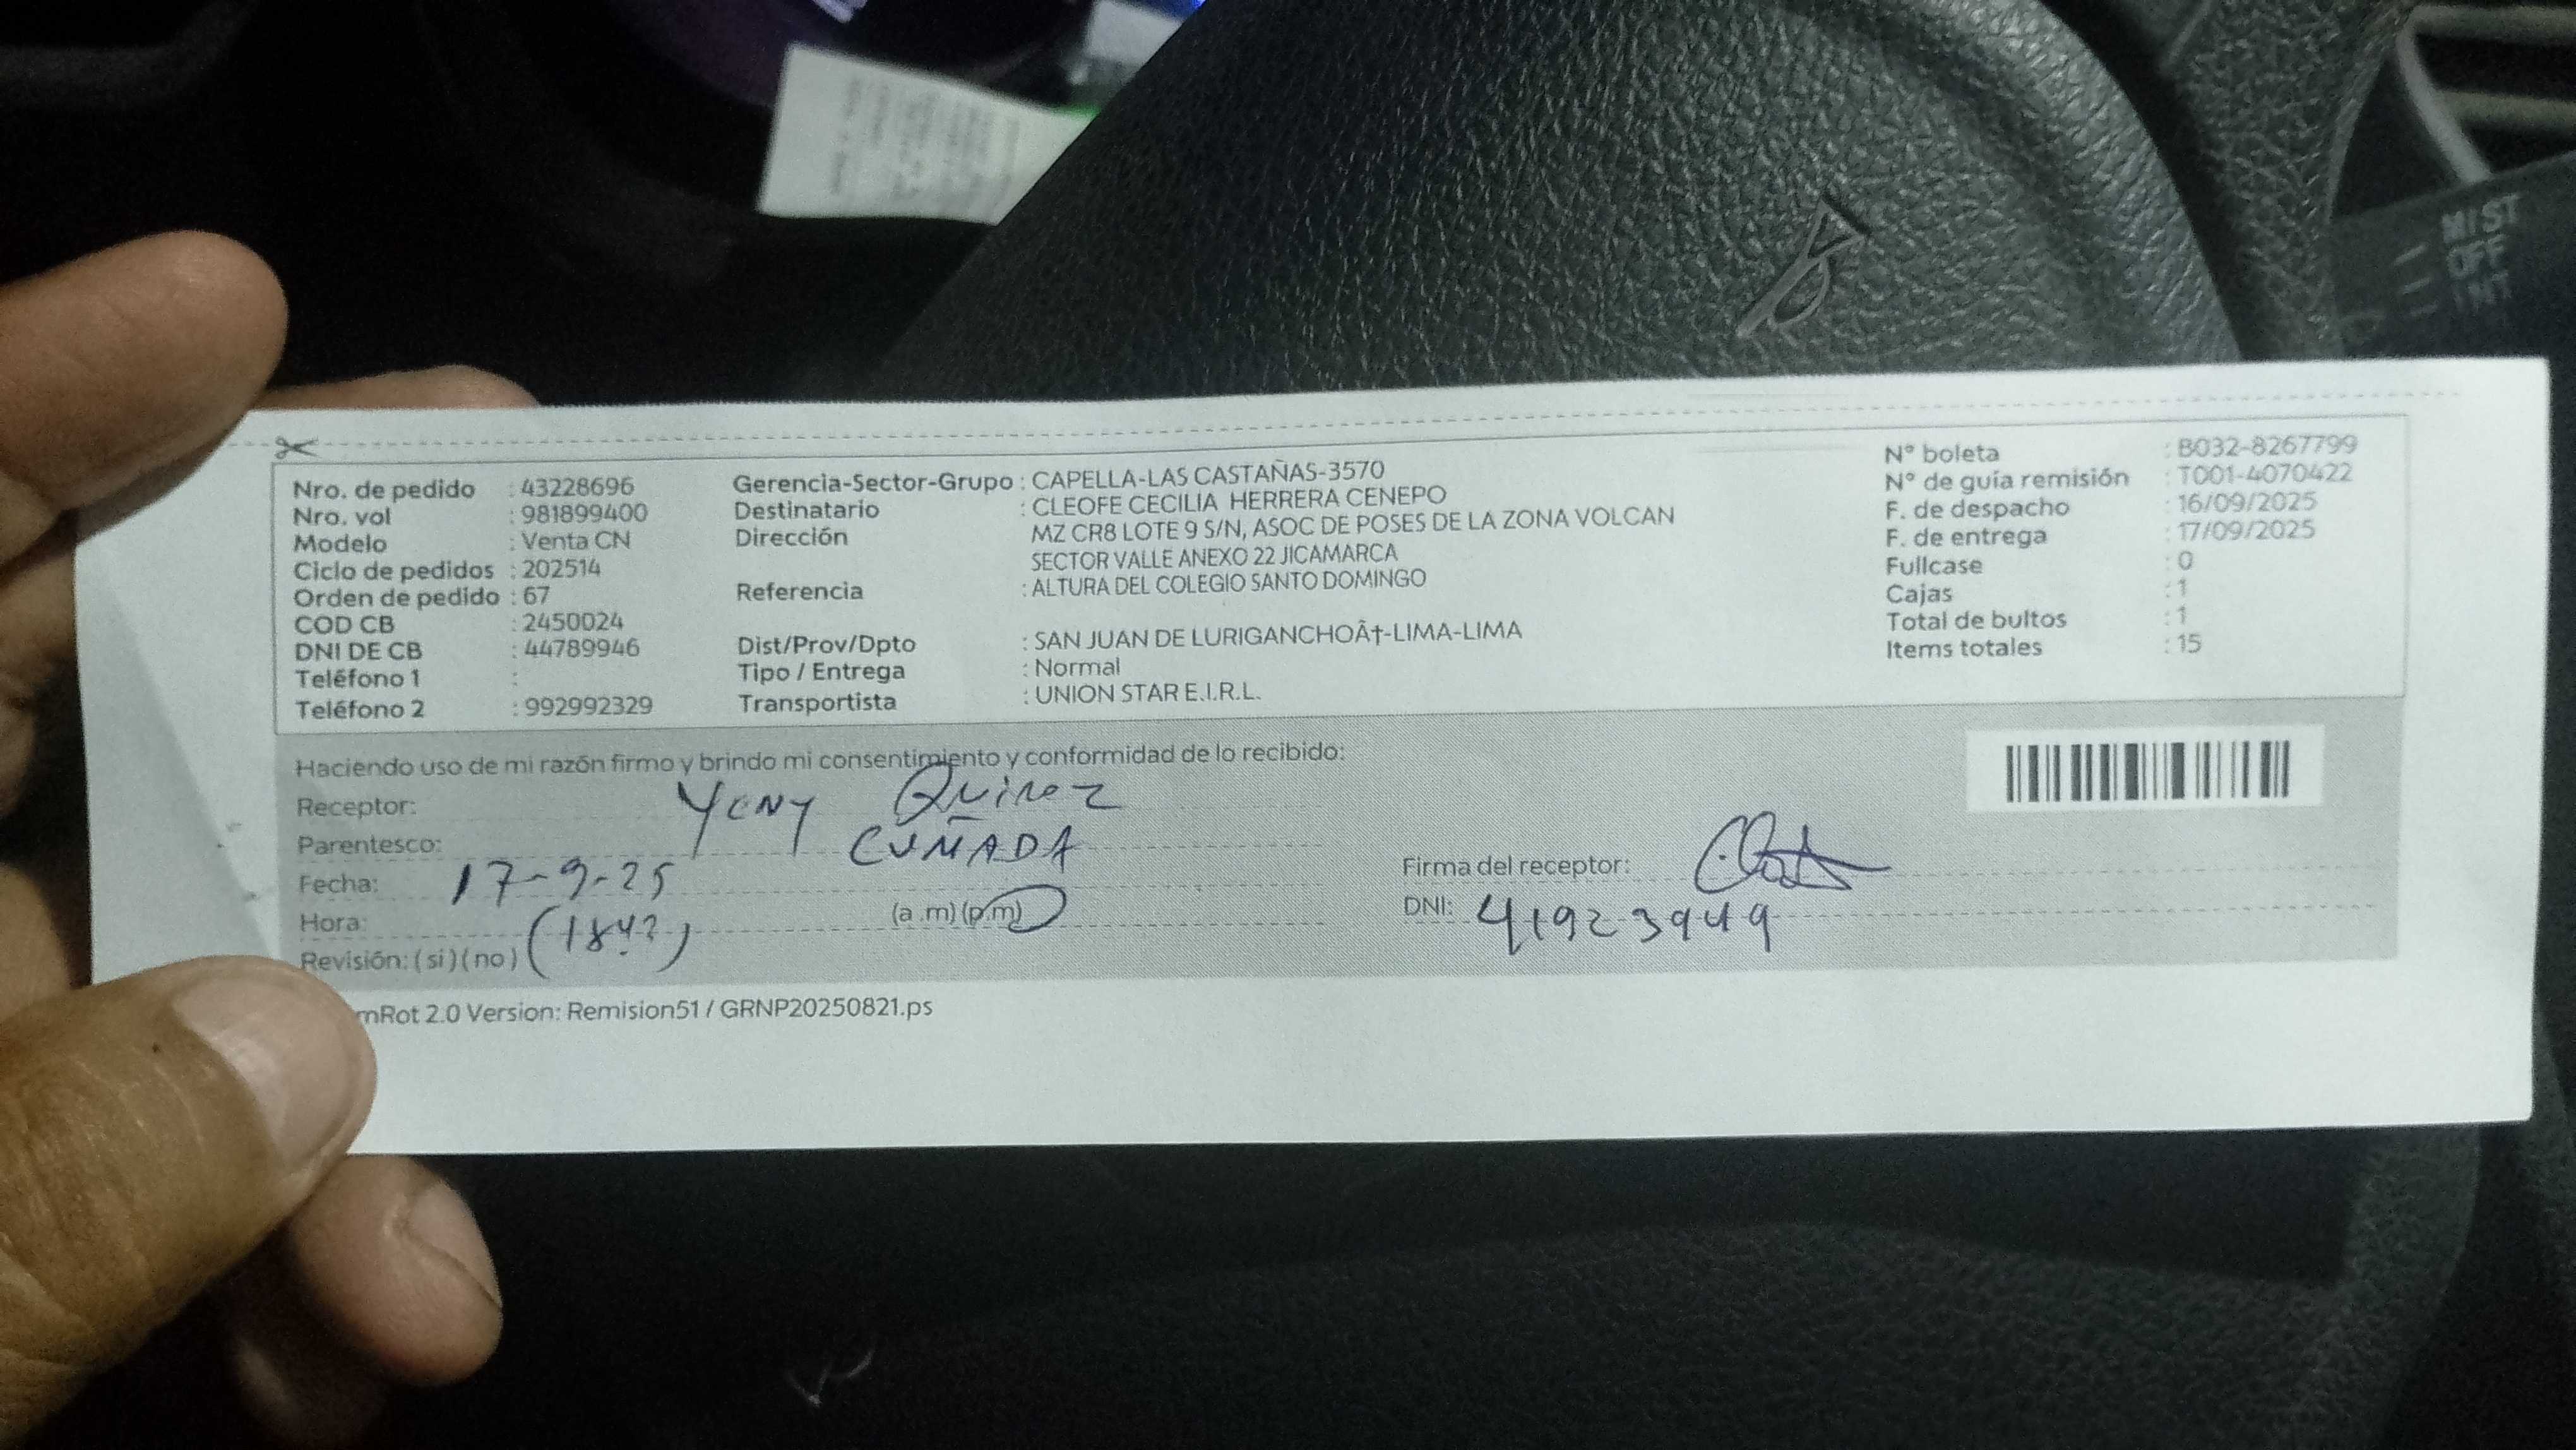 Nro. de pedido : 43228696
Nro. vol : 981899400
Modelo : Venta CN
Ciclo de pedidos : 202514
Orden de pedido : 67
COD CB : 2450024
DNI DE CB : 44789946
Teléfono 1 :
Teléfono 2 : 992992329
Gerencia-Sector-Grupo : CAPELLA-LAS CASTAÑAS-3570
Destinatario : CLEOFE CECILIA HERRERA CENEPO
Dirección MZ CR8 LOTE 9 S/N, ASOC DE POSES DE LA ZONA VOLCAN
SECTOR VALLE ANEXO 22 JICAMARCA
Referencia : ALTURA DEL COLEGIO SANTO DOMINGO
Dist/Prov/Dpto : SAN JUAN DE LURIGANCHOÂ†-LIMA-LIMA
Tipo / Entrega : Normal
Transportista : UNION STAR E.I.R.L.
N° boleta : B032-8267799
N° de guía remisión : T001-4070422
F. de despacho : 16/09/2025
F. de entrega : 17/09/2025
Fullcase : 0
Cajas : 1
Total de bultos : 1
Items totales : 15
Haciendo uso de mi razón firmo y brindo mi consentimiento y conformidad de lo recibido:
Receptor: Yeny Quiroz
Parentesco: CUÑADA
Fecha: 17-9-25
Hora: (a.m)(p.m)
Revisión: (si)(no)
Firma del receptor:
DNI: 41923949
mRot 2.0 Version: Remision51 / GRNP20250821.ps
MIST
OFF
INT